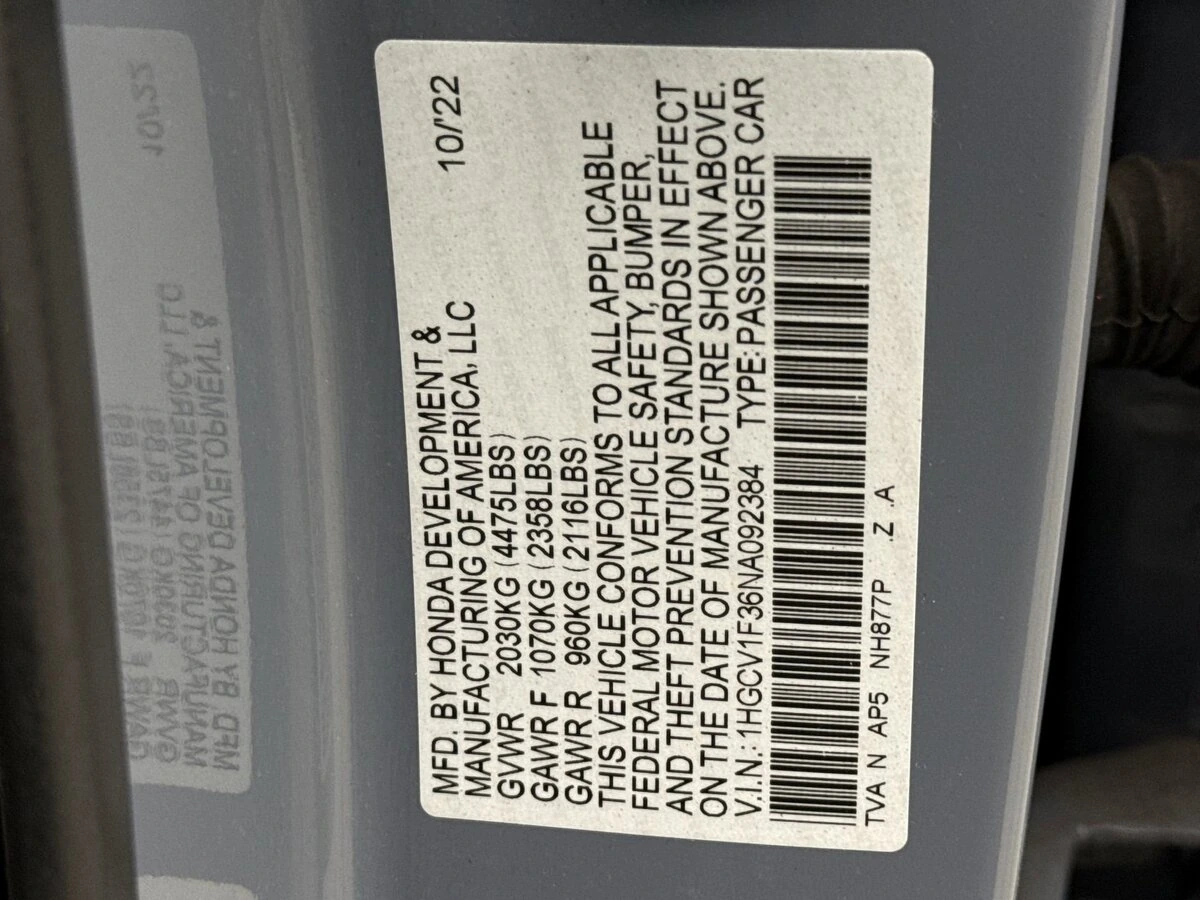 MFD. BY HONDA DEVELOPMENT &
MANUFACTURING OF AMERICA, LLC 10/'22
GVWR 2030KG (4475LBS)
GAWR F 1070KG (2358LBS)
GAWR R 960KG (2116LBS)
THIS VEHICLE CONFORMS TO ALL APPLICABLE
FEDERAL MOTOR VEHICLE SAFETY, BUMPER,
AND THEFT PREVENTION STANDARDS IN EFFECT
ON THE DATE OF MANUFACTURE SHOWN ABOVE.
V.I.N.: 1HGCV1F36NA092384 TYPE: PASSENGER CAR
TVA N AP5 NH877P .Z .A